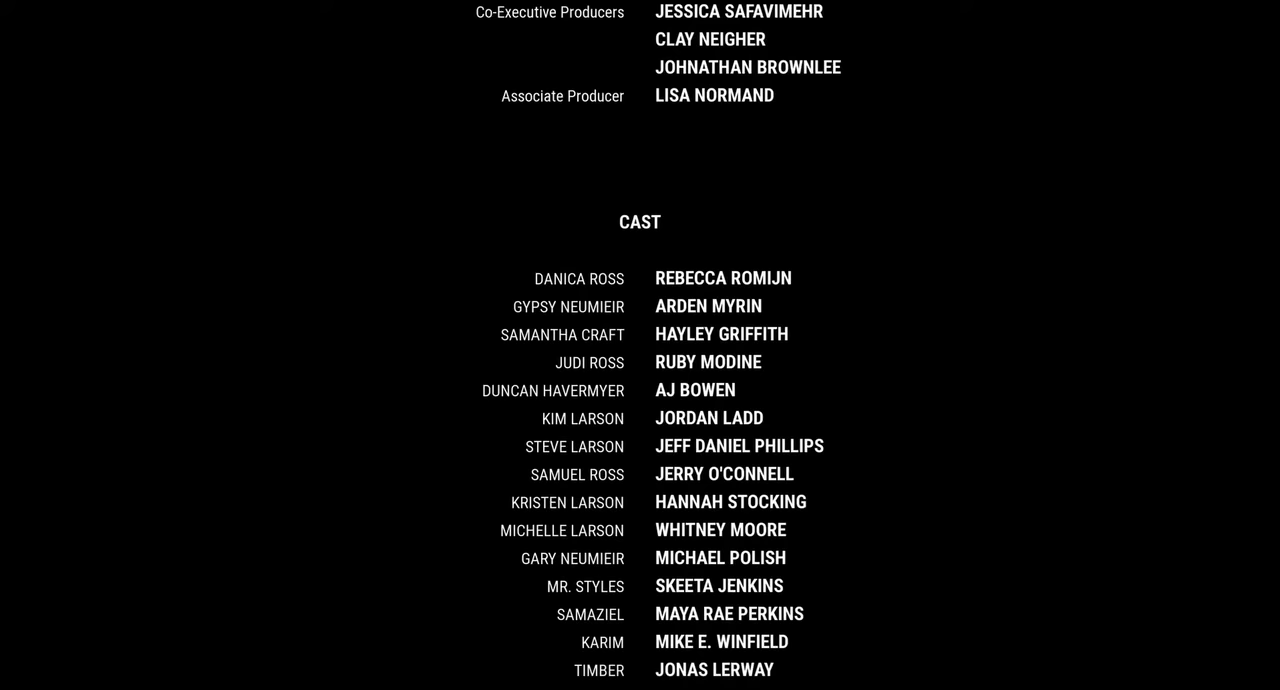 Co-Executive Producers JESSICA SAFAVIMEHR
CLAY NEIGHER
JOHNATHAN BROWNLEE
Associate Producer LISA NORMAND
CAST
DANICA ROSS REBECCA ROMIJN
GYPSY NEUMIEIR ARDEN MYRIN
SAMANTHA CRAFT HAYLEY GRIFFITH
JUDI ROSS RUBY MODINE
DUNCAN HAVERMYER AJ BOWEN
KIM LARSON JORDAN LADD
STEVE LARSON JEFF DANIEL PHILLIPS
SAMUEL ROSS JERRY O'CONNELL
KRISTEN LARSON HANNAH STOCKING
MICHELLE LARSON WHITNEY MOORE
GARY NEUMIEIR MICHAEL POLISH
MR. STYLES SKEETA JENKINS
SAMAZIEL MAYA RAE PERKINS
KARIM MIKE E. WINFIELD
TIMBER JONAS LERWAY